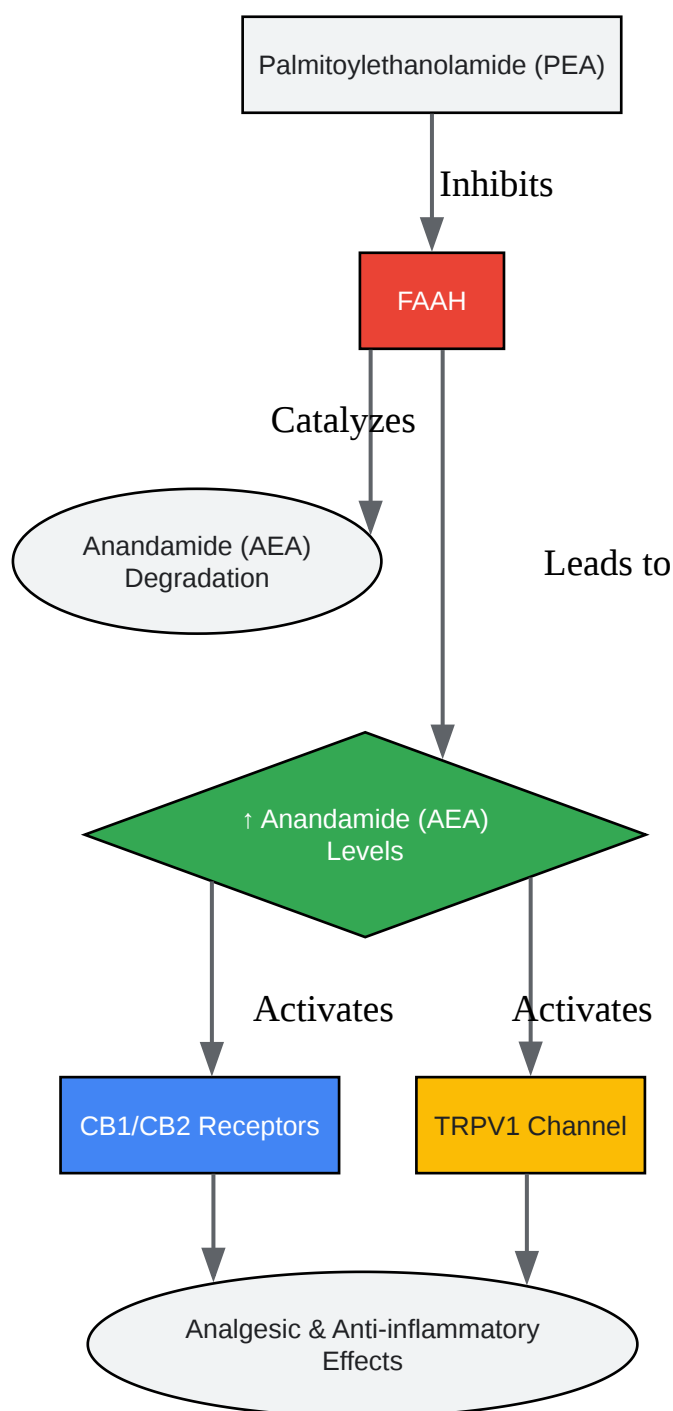 Palmitoylethanolamide (PEA)
Inhibits
FAAH
Catalyzes
Anandamide (AEA)
Degradation
Leads to
↑ Anandamide (AEA)
Levels
Activates
Activates
CB1/CB2 Receptors
TRPV1 Channel
Analgesic & Anti-inflammatory
Effects